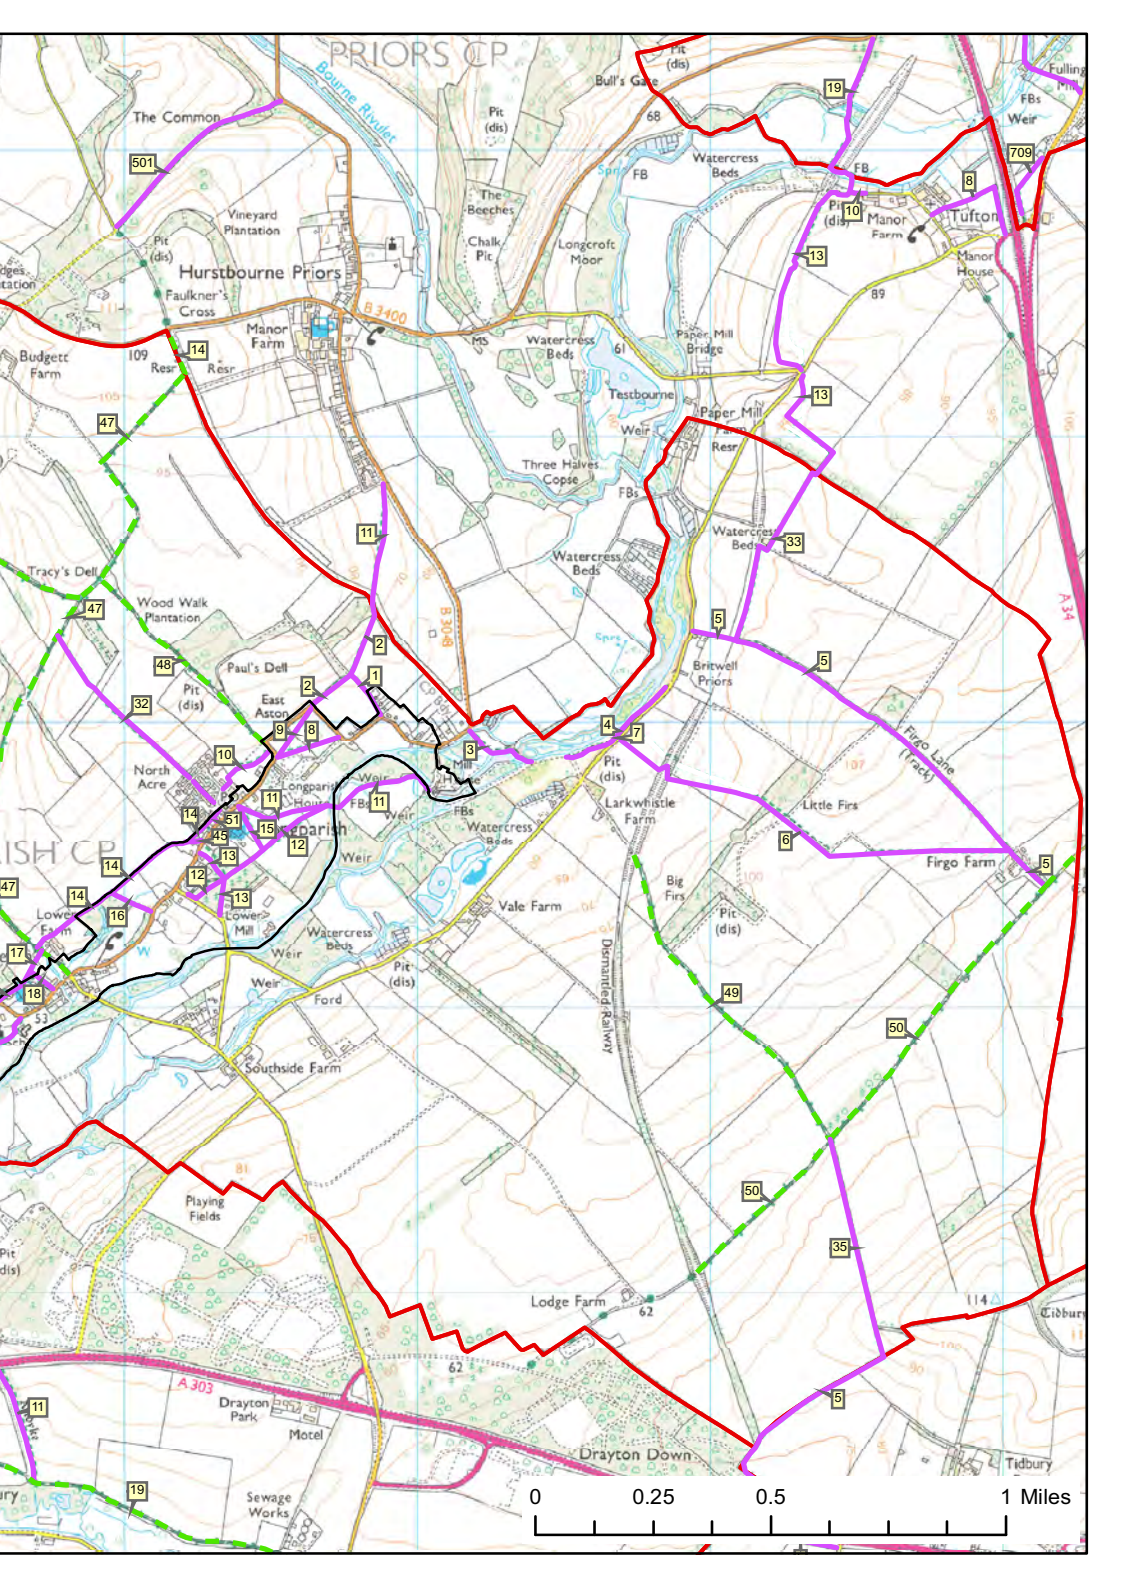 PRIORS CP
Bourne Rivulet
Pit
(dis)
Bull's Gate
19
Fulling
Mill
FBs
Weir
The Common
Pit
(dis)
68
501
Watercress
Beds
FB
FB
709
8
The
Beeches
Vineyard
Plantation
Pit
(dis)
10
Manor
Farm
Tufton
Pit
(dis)
Chalk
Pit
Longcroft
Moor
13
Manor
House
Hurstbourne Priors
Faulkner's
Cross
89
B 3400
Manor
Farm
MS
Watercress
Beds
61
Paper Mill
Bridge
Budgett
Farm
109
14
Resr
Resr
105
Testbourne
13
47
Weir
Paper Mill
Farm
Resr
95
Three Halves
Copse
FBs
11
Watercress
Beds
33
Watercress
Beds
Tracy's Dell
47
Wood Walk
Plantation
B 3048
A 34
5
2
48
Paul's Dell
Britwell
Priors
5
Pit
(dis)
2
1
32
East
Aston
9
8
4
7
3
Firgo Lane
(Track)
10
Mill
Pit
(dis)
107
North
Acre
Weir
11
11
FBs
Weir
FBs
Larkwhistle
Farm
Little Firs
14
51
15
45
12
Watercress
Beds
6
ISH CP
13
Weir
Firgo Farm
5
14
12
Big
Firs
100
47
14
13
16
Lower
Mill
Vale Farm
Pit
(dis)
W
Watercress
Beds
17
Weir
Pit
(dis)
Dismantled Railway
18
Weir
Ford
49
53
50
Southside Farm
81
50
Playing
Fields
75
35
Pit
(dis)
Lodge Farm
62
114
Tidbury
62
A 303
5
11
Drayton
Park
Motel
Drayton Down
Tidbury
19
Sewage
Works
0 0.25 0.5 1 Miles